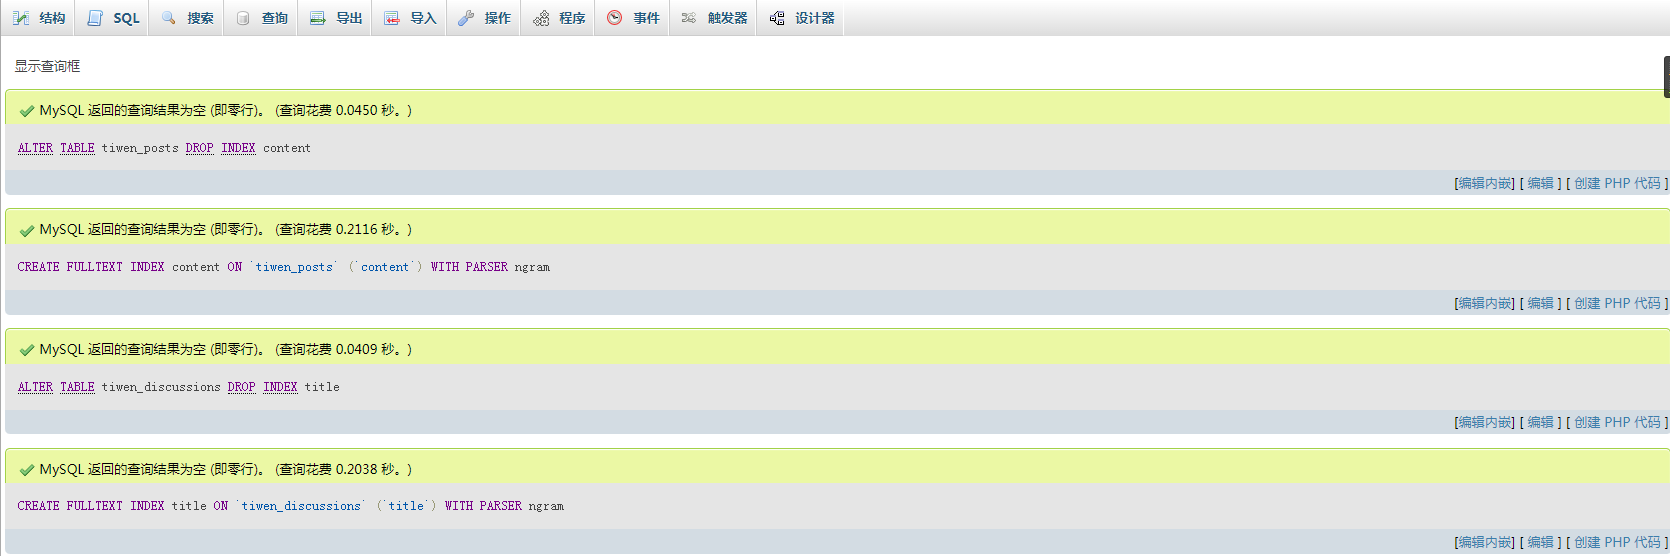 结构 SQL 搜索 查询 导出 导入 操作 程序 事件 触发器 设计器
显示查询框
MySQL 返回的查询结果为空 (即零行)。 (查询花费 0.0450 秒。)
ALTER TABLE tiwen_posts DROP INDEX content
[编辑内嵌] [ 编辑 ] [ 创建 PHP 代码 ]
MySQL 返回的查询结果为空 (即零行)。 (查询花费 0.2116 秒。)
CREATE FULLTEXT INDEX content ON `tiwen_posts` (`content`) WITH PARSER ngram
[编辑内嵌] [ 编辑 ] [ 创建 PHP 代码 ]
MySQL 返回的查询结果为空 (即零行)。 (查询花费 0.0409 秒。)
ALTER TABLE tiwen_discussions DROP INDEX title
[编辑内嵌] [ 编辑 ] [ 创建 PHP 代码 ]
MySQL 返回的查询结果为空 (即零行)。 (查询花费 0.2038 秒。)
CREATE FULLTEXT INDEX title ON `tiwen_discussions` (`title`) WITH PARSER ngram
[编辑内嵌] [ 编辑 ] [ 创建 PHP 代码 ]